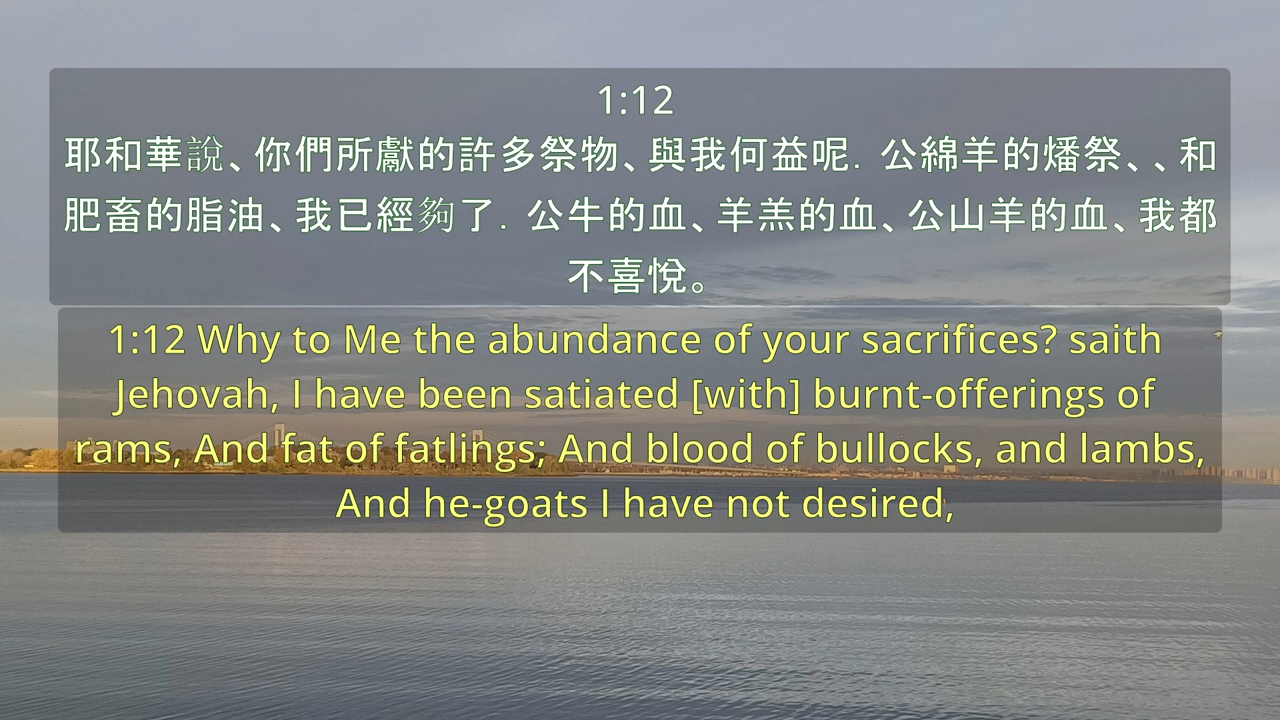 1:12
耶和華說、你們所獻的許多祭物、與我何益呢. 公綿羊的燔祭、、和
肥畜的脂油、我已經夠了. 公牛的血、羊羔的血、公山羊的血、我都
不喜悅。
1:12 Why to Me the abundance of your sacrifices? saith
Jehovah, I have been satiated [with] burnt-offerings of
rams, And fat of fatlings; And blood of bullocks, and lambs,
And he-goats I have not desired,